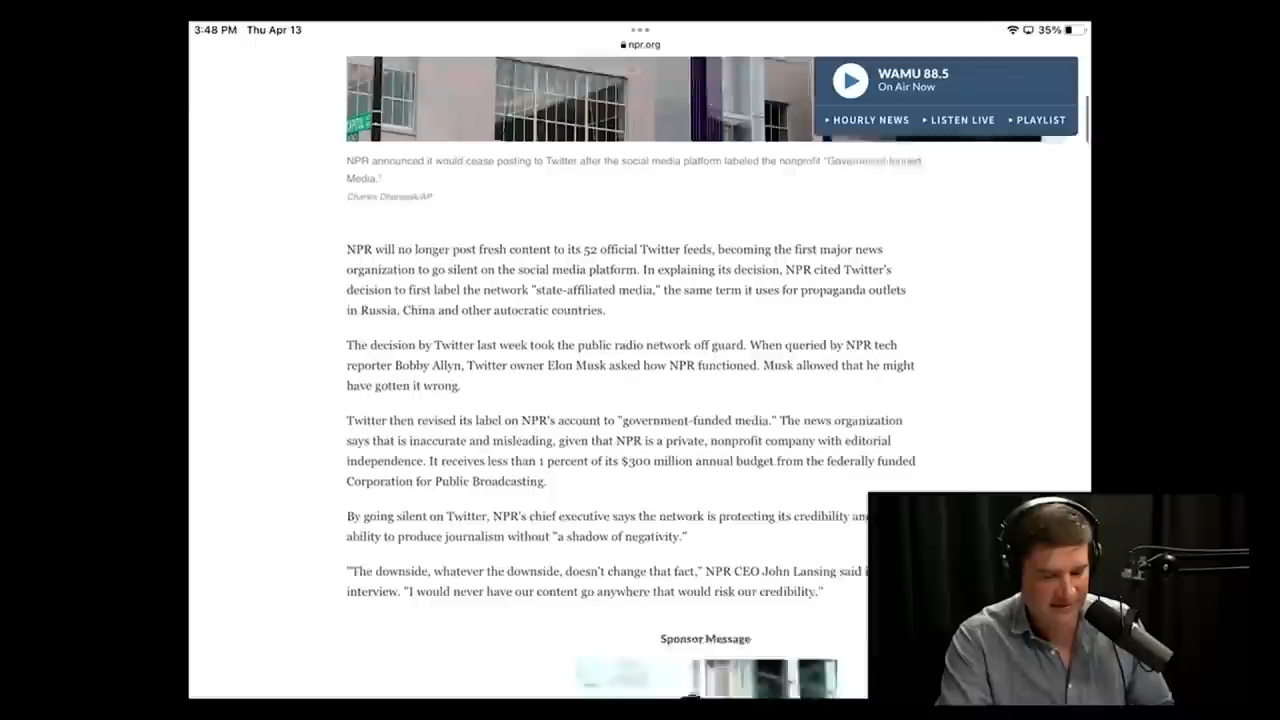 3:48 PM Thu Apr 13
35%
npr.org
WAMU 88.5
On Air Now
HOURLY NEWS LISTEN LIVE PLAYLIST
NPR announced it would cease posting to Twitter after the social media platform labeled the nonprofit "Government-funded
Media."
Charles Dharapak/AP
NPR will no longer post fresh content to its 52 official Twitter feeds, becoming the first major news
organization to go silent on the social media platform. In explaining its decision, NPR cited Twitter's
decision to first label the network "state-affiliated media," the same term it uses for propaganda outlets
in Russia, China and other autocratic countries.
The decision by Twitter last week took the public radio network off guard. When queried by NPR tech
reporter Bobby Allyn, Twitter owner Elon Musk asked how NPR functioned. Musk allowed that he might
have gotten it wrong.
Twitter then revised its label on NPR's account to "government-funded media." The news organization
says that is inaccurate and misleading, given that NPR is a private, nonprofit company with editorial
independence. It receives less than 1 percent of its $300 million annual budget from the federally funded
Corporation for Public Broadcasting.
By going silent on Twitter, NPR's chief executive says the network is protecting its credibility an
ability to produce journalism without "a shadow of negativity."
"The downside, whatever the downside, doesn't change that fact," NPR CEO John Lansing said i
interview. "I would never have our content go anywhere that would risk our credibility."
Sponsor Message